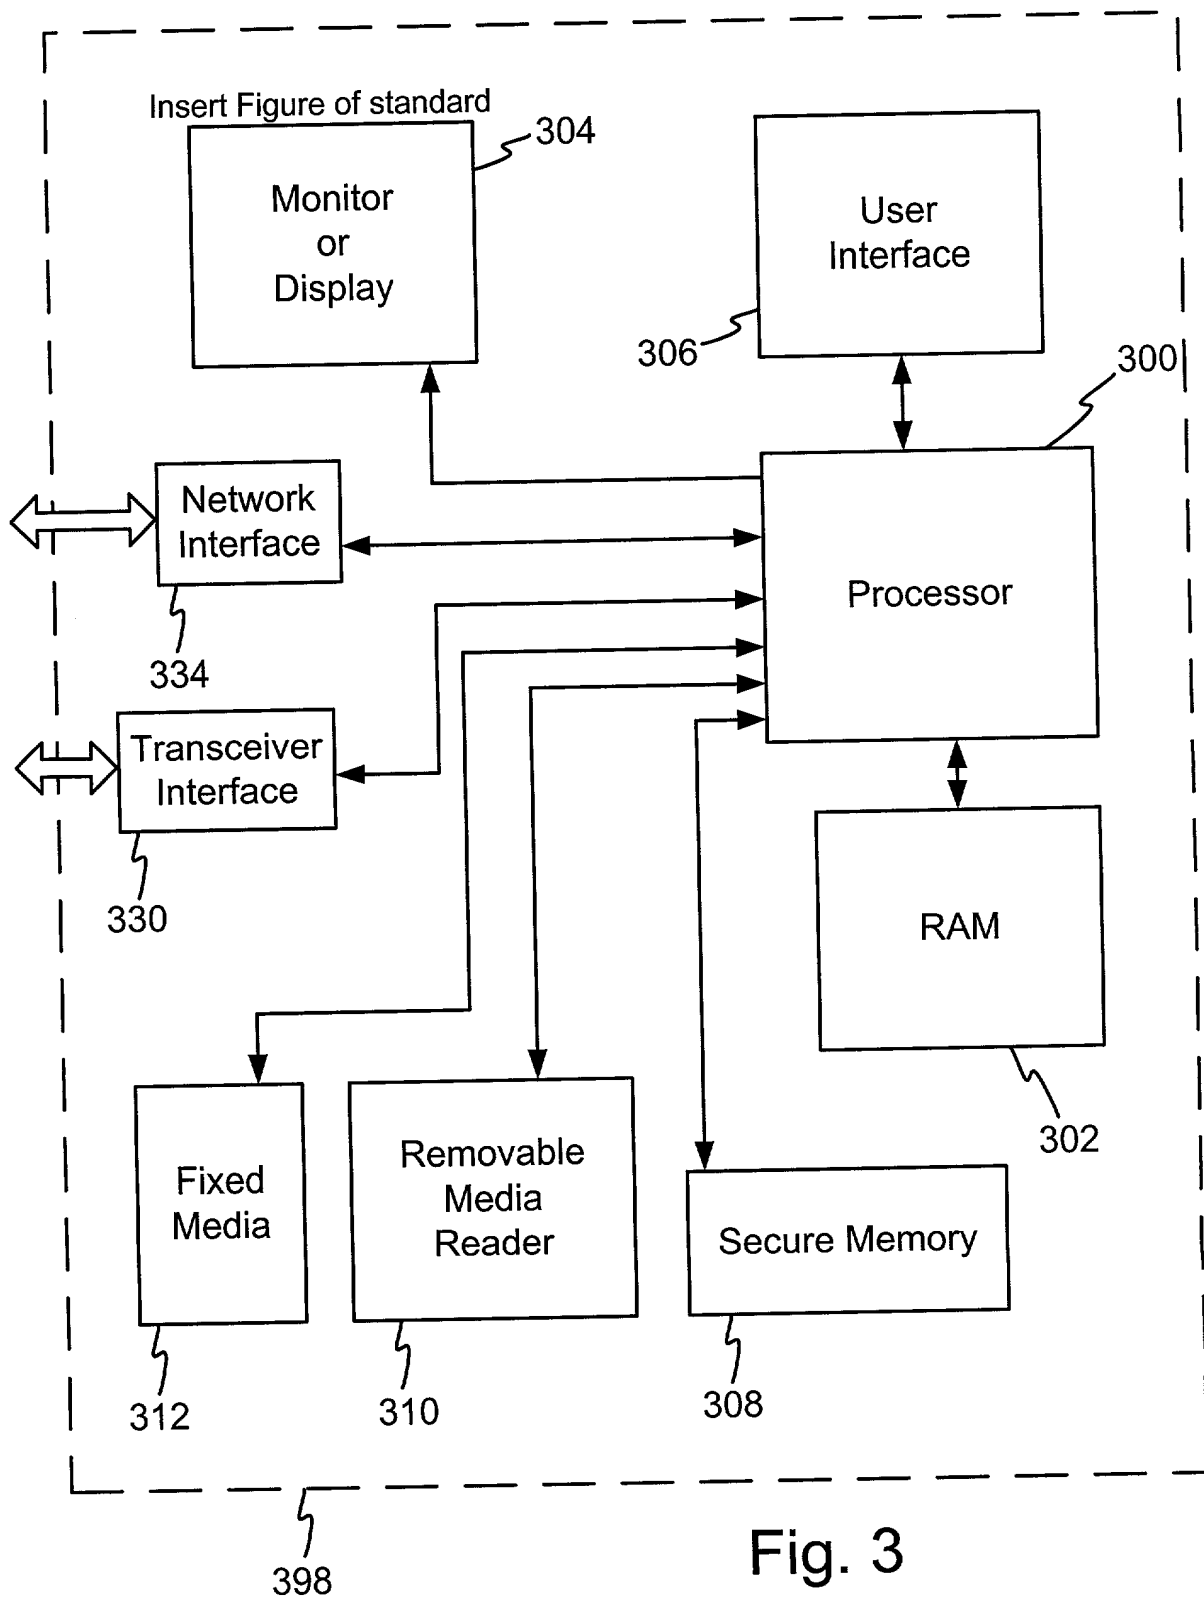 Insert Figure of standard
304
Monitor
or
Display
User
Interface
306
300
Network
Interface
334
Processor
Transceiver
Interface
330
RAM
302
Fixed
Media
312
Removable
Media
Reader
310
Secure Memory
308
398
Fig. 3